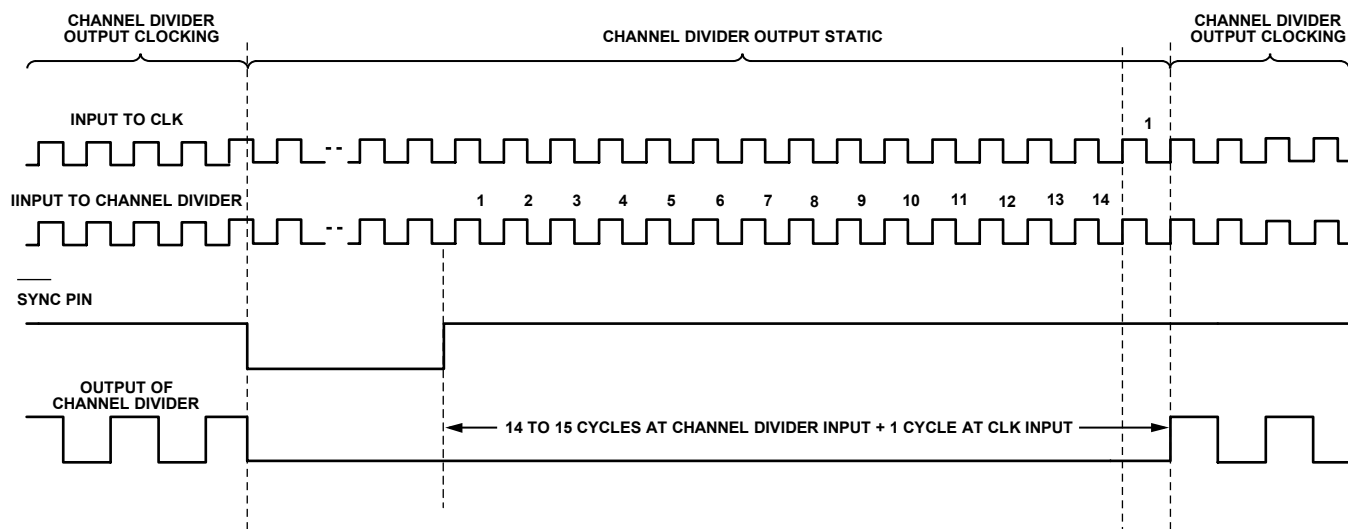 CHANNEL DIVIDER
OUTPUT CLOCKING
CHANNEL DIVIDER OUTPUT STATIC
CHANNEL DIVIDER
OUTPUT CLOCKING
INPUT TO CLK
1
IINPUT TO CHANNEL DIVIDER
1 2 3 4 5 6 7 8 9 10 11 12 13 14
SYNC PIN
OUTPUT OF
CHANNEL DIVIDER
14 TO 15 CYCLES AT CHANNEL DIVIDER INPUT + 1 CYCLE AT CLK INPUT